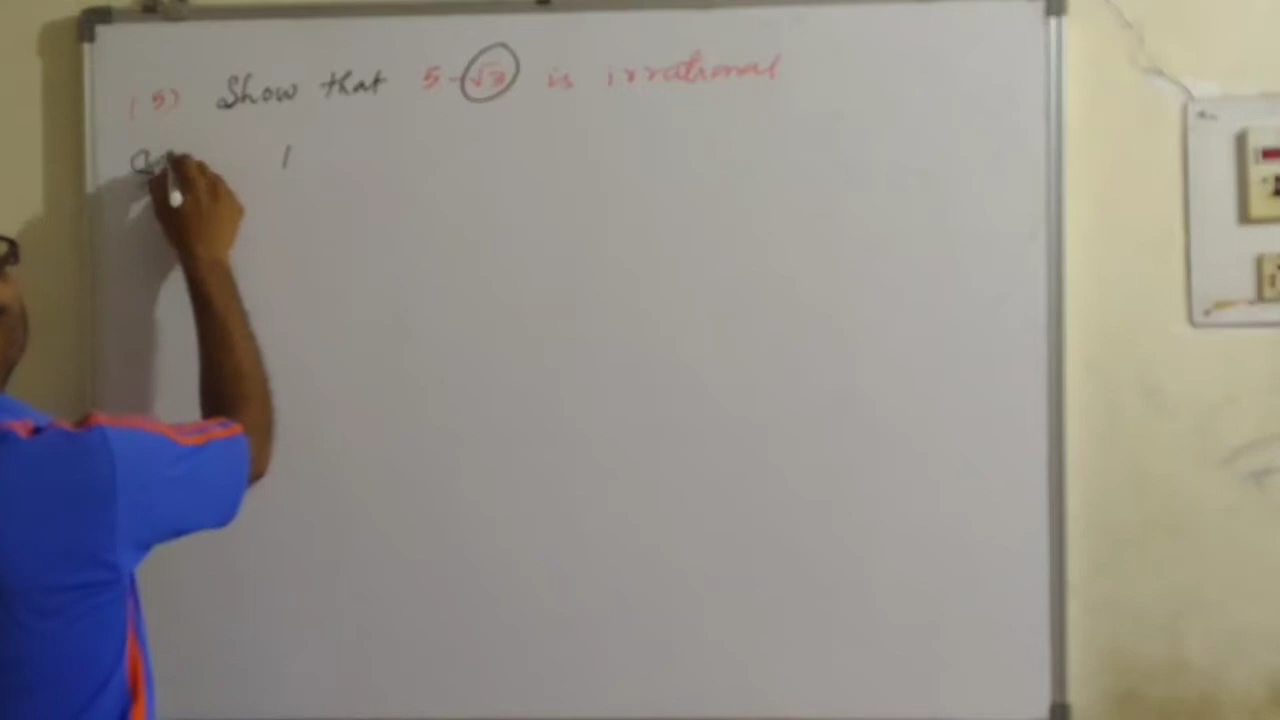 (5) Show that 5-√3 is irrational